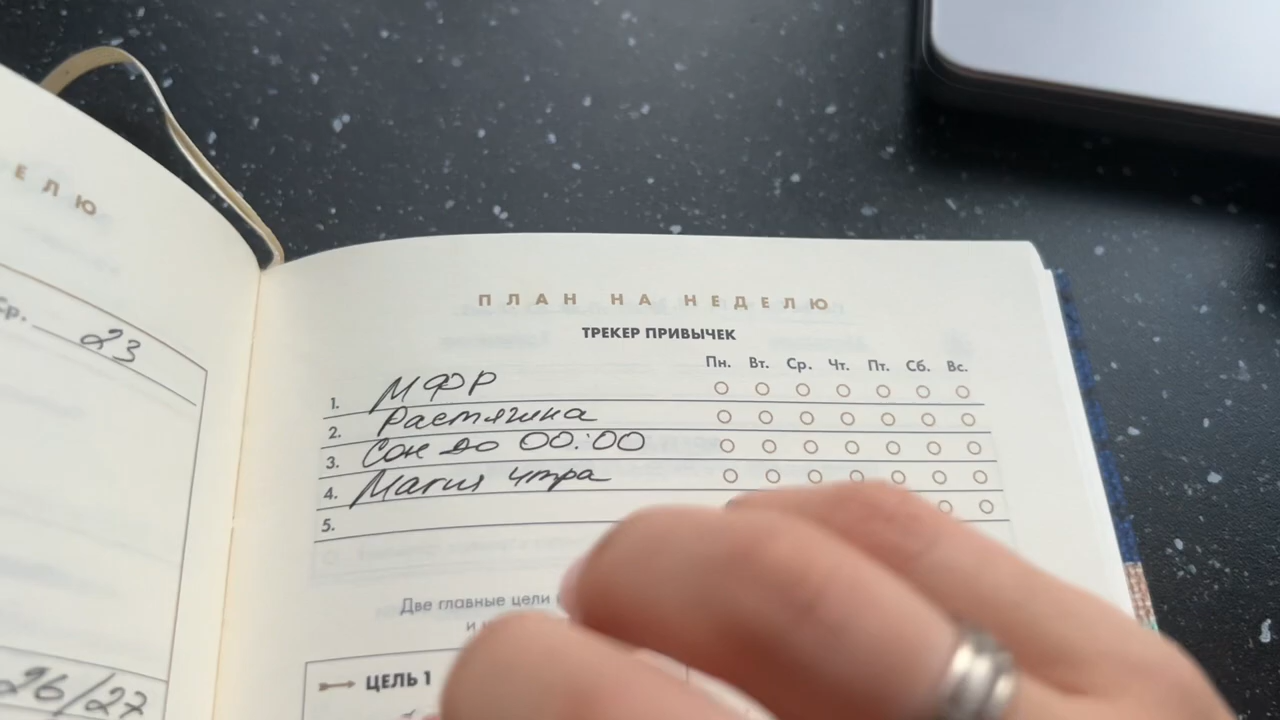 ЕЛЮ
Ср. 23
26/27
ПЛАН НА НЕДЕЛЮ
ТРЕКЕР ПРИВЫЧЕК
Пн. Вт. Ср. Чт. Пт. Сб. Вс.
1. МФР
2. Растяжка
3. Сон до 00:00
4. Магия утра
5.
Две главные цели
и
ЦЕЛЬ 1